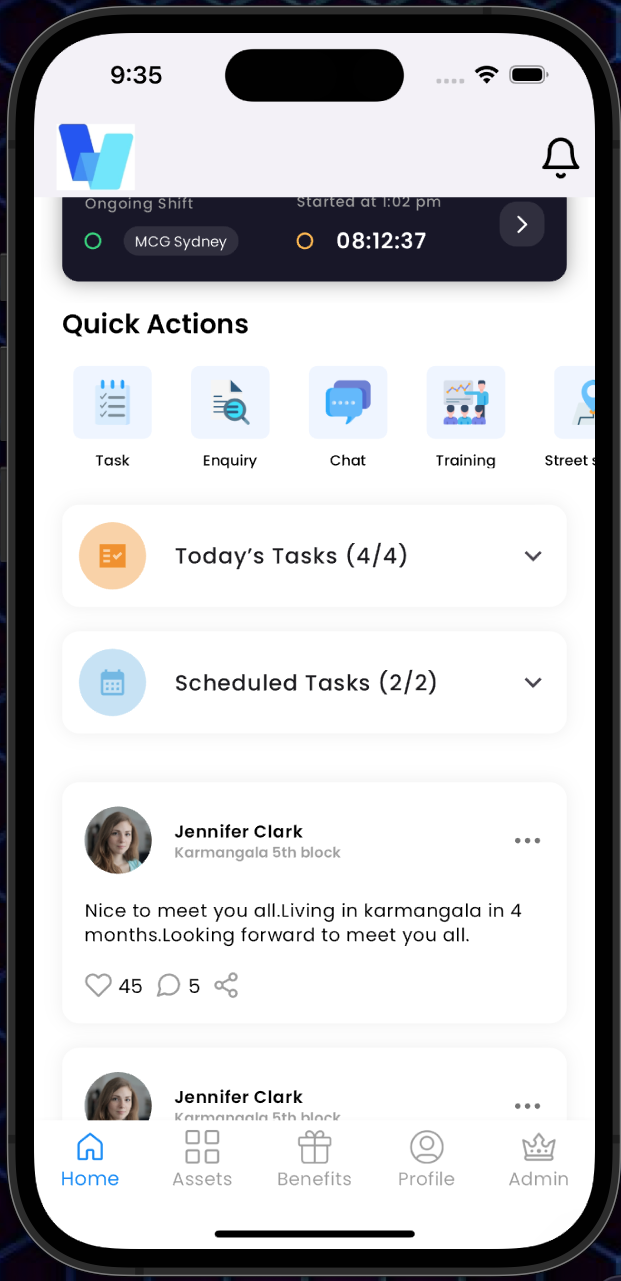 9:35
Ongoing Shift
Started at 1:02 pm
MCG Sydney
08:12:37
Quick Actions
Task
Enquiry
Chat
Training
Street s
Today's Tasks (4/4)
Scheduled Tasks (2/2)
Jennifer Clark
Karmangala 5th block
Nice to meet you all.Living in karmangala in 4
months.Looking forward to meet you all.
45
5
Jennifer Clark
Karmangala 5th block
Home
Assets
Benefits
Profile
Admin